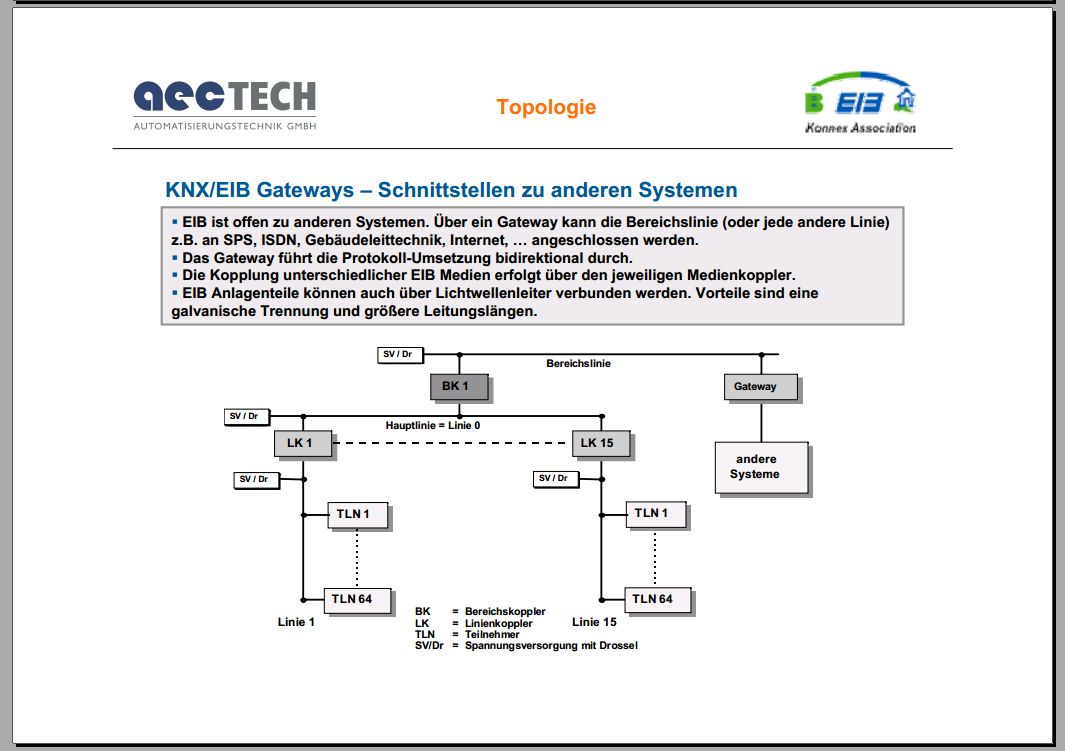 aecTECH
AUTOMATISIERUNGSTECHNIK GMBH
Topologie
B EIB
Konnex Association
KNX/EIB Gateways – Schnittstellen zu anderen Systemen
▪ EIB ist offen zu anderen Systemen. Über ein Gateway kann die Bereichslinie (oder jede andere Linie)
z.B. an SPS, ISDN, Gebäudeleittechnik, Internet, … angeschlossen werden.
▪ Das Gateway führt die Protokoll-Umsetzung bidirektional durch.
▪ Die Kopplung unterschiedlicher EIB Medien erfolgt über den jeweiligen Medienkoppler.
▪ EIB Anlagenteile können auch über Lichtwellenleiter verbunden werden. Vorteile sind eine
galvanische Trennung und größere Leitungslängen.
SV / Dr
Bereichslinie
BK 1
Gateway
SV / Dr
Hauptlinie = Linie 0
LK 1
LK 15
andere
Systeme
SV / Dr
SV / Dr
TLN 1
TLN 1
TLN 64
TLN 64
Linie 1
Linie 15
BK = Bereichskoppler
LK = Linienkoppler
TLN = Teilnehmer
SV/Dr = Spannungsversorgung mit Drossel